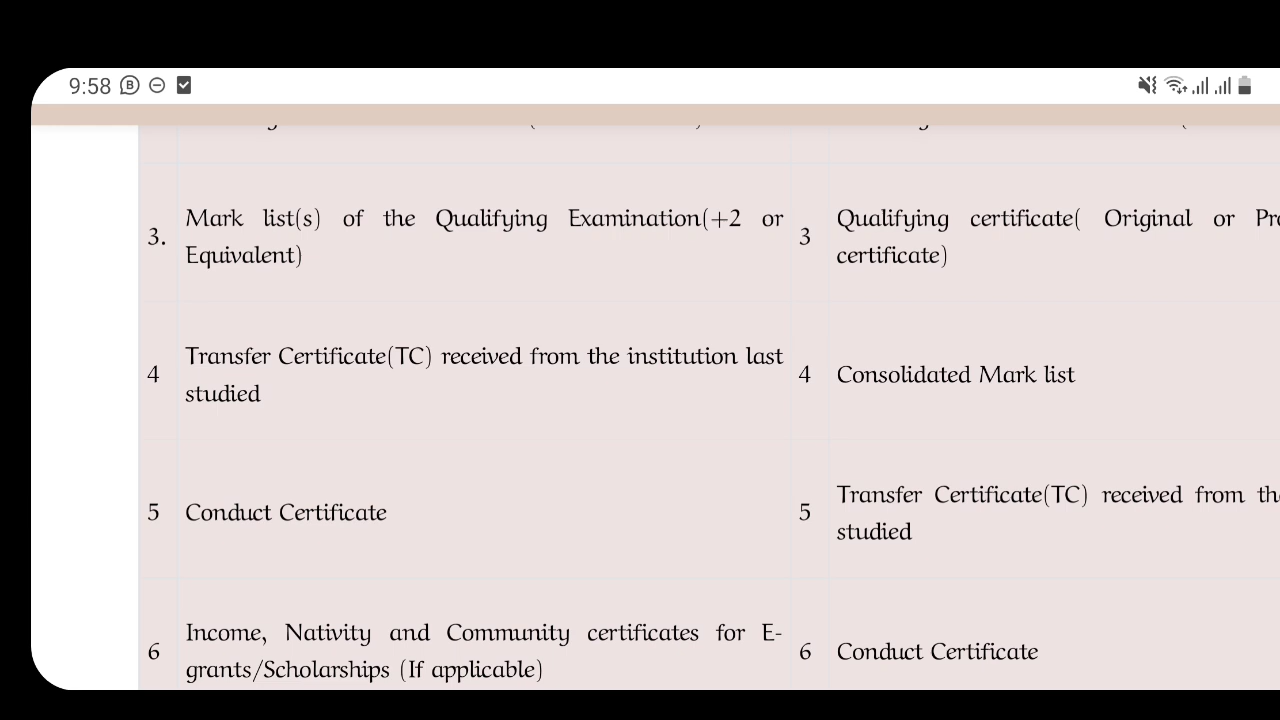 9:58
3.
Mark list(s) of the Qualifying Examination(+2 or
Equivalent)
3
Qualifying certificate( Original or
certificate)
4
Transfer Certificate(TC) received from the institution last
studied
4
Consolidated Mark list
5
Conduct Certificate
5
Transfer Certificate(TC) received from
studied
6
Income, Nativity and Community certificates for E-
grants/Scholarships (If applicable)
6
Conduct Certificate